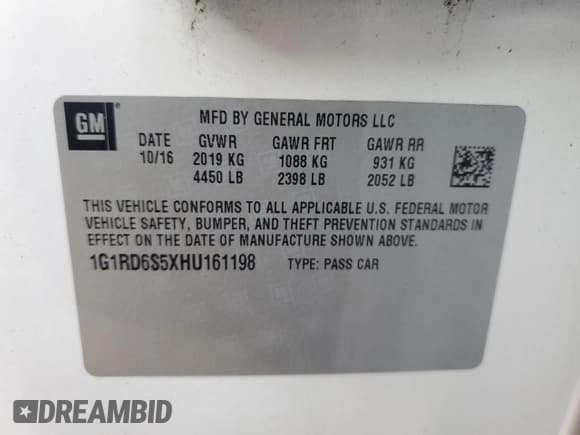 GM
MFD BY GENERAL MOTORS LLC
DATE GVWR GAWR FRT GAWR RR
10/16 2019 KG 1088 KG 931 KG
4450 LB 2398 LB 2052 LB
THIS VEHICLE CONFORMS TO ALL APPLICABLE U.S. FEDERAL MOTOR
VEHICLE SAFETY, BUMPER, AND THEFT PREVENTION STANDARDS IN
EFFECT ON THE DATE OF MANUFACTURE SHOWN ABOVE.
1G1RD6S5XHU161198 TYPE: PASS CAR
DREAMBID